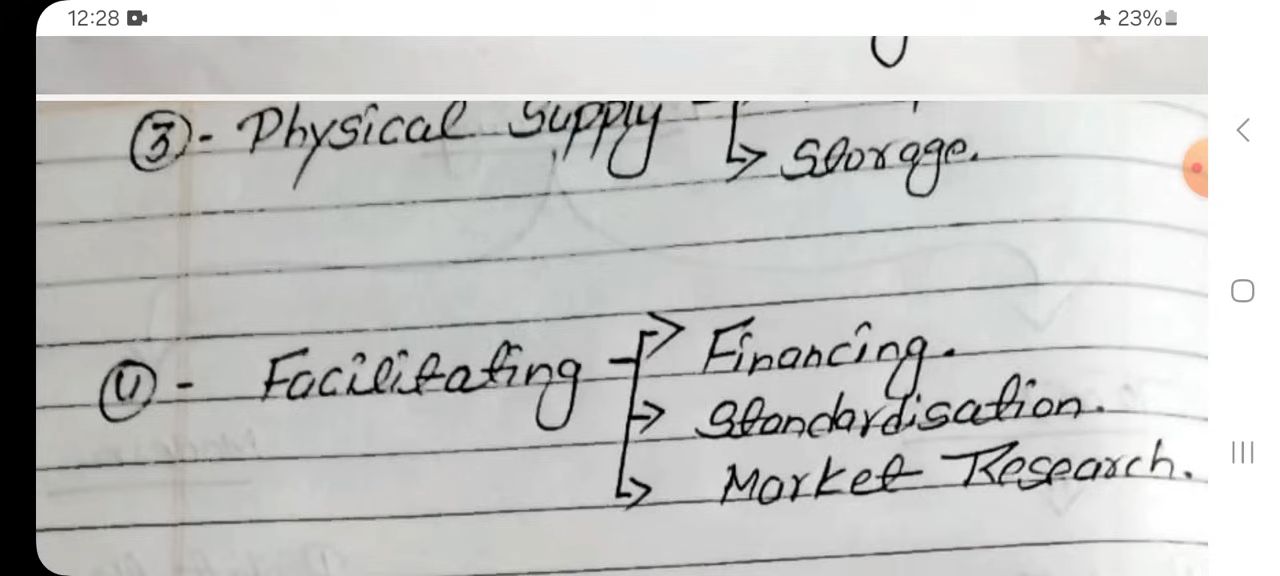 12:28 23%
③- Physical Supply → Storage.
④- Facilitating → Financing.
→ Standardisation.
→ Market Research.